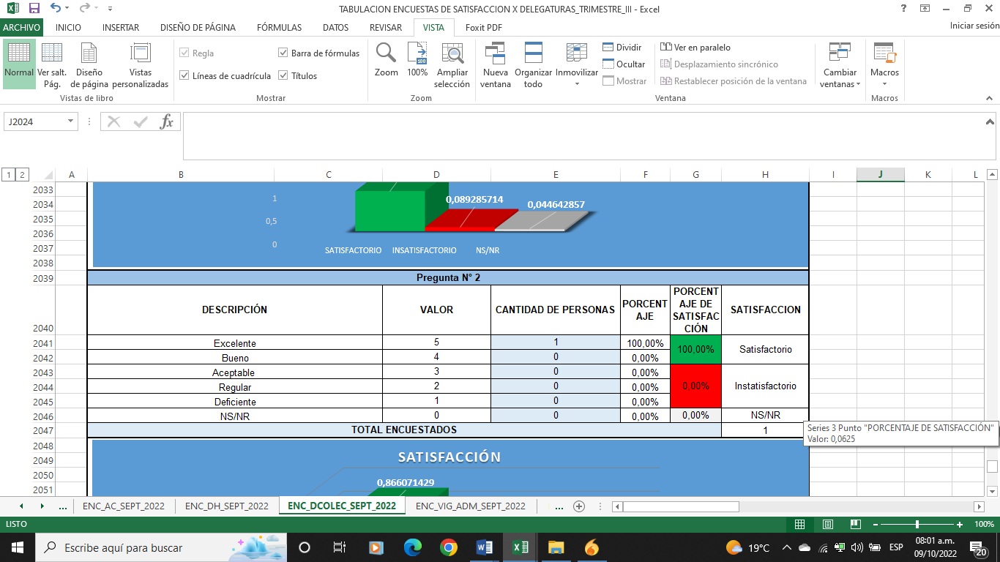 TABULACION ENCUESTAS DE SATISFACCION X DELEGATURAS_TRIMESTRE_III - Excel
ARCHIVO INICIO INSERTAR DISEÑO DE PÁGINA FÓRMULAS DATOS REVISAR VISTA Foxit PDF Iniciar sesión
Normal Ver salt. Pág. Diseño de página Vistas personalizadas
Vistas de libro
Regla Barra de fórmulas
Líneas de cuadrícula Títulos
Mostrar
Zoom 100% Ampliar selección
Zoom
Nueva ventana Organizar todo Inmovilizar
Dividir
Ocultar
Mostrar
Ver en paralelo
Desplazamiento sincrónico
Restablecer posición de la ventana
Cambiar ventanas
Ventana
Macros
Macros
J2024 fx
1 2 A B C D E F G H I J K L
2033
2034 1 0,089285714 0,044642857
2035 0,5
2036
2037 0 SATISFACTORIO INSATISFACTORIO NS/NR
2038
2039 Pregunta N° 2
2040 DESCRIPCIÓN VALOR CANTIDAD DE PERSONAS PORCENTAJE PORCENTAJE DE SATISFACCIÓN SATISFACCION
2041 Excelente 5 1 100,00% 100,00% Satisfactorio
2042 Bueno 4 0 0,00%
2043 Aceptable 3 0 0,00%
2044 Regular 2 0 0,00% 0,00% Instatisfactorio
2045 Deficiente 1 0 0,00%
2046 NS/NR 0 0 0,00% 0,00% NS/NR
2047 TOTAL ENCUESTADOS 1
Series 3 Punto "PORCENTAJE DE SATISFACCIÓN"
Valor: 0,0625
2048
2049 SATISFACCIÓN
2050
2051 0,866071429
... ENC_AC_SEPT_2022 ENC_DH_SEPT_2022 ENC_DCOLEC_SEPT_2022 ENC_VIG_ADM_SEPT_2022 ...
LISTO 100%
Escribe aquí para buscar 19°C ESP 08:01 a.m.
09/10/2022 20